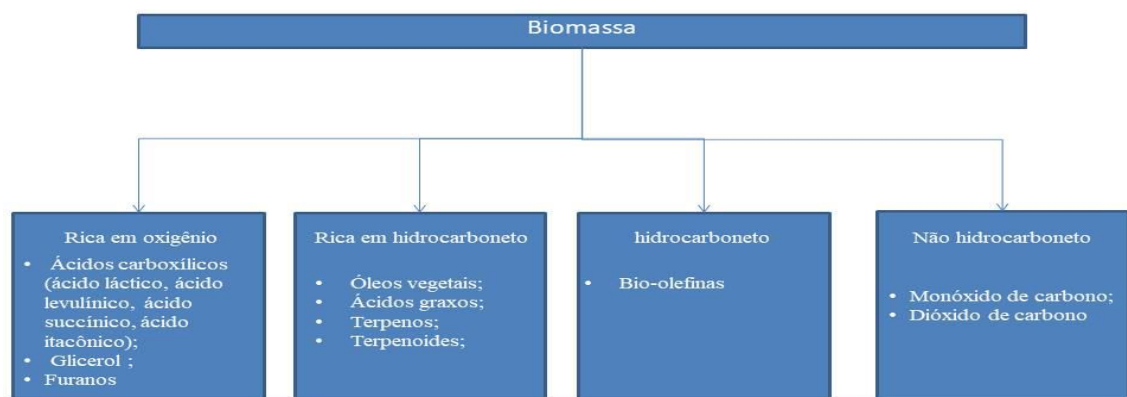 Biomassa
Rica em oxigênio
• Ácidos carboxílicos
(ácido láctico, ácido
levulínico, ácido
succínico, ácido
itacônico);
• Glicerol ;
• Furanos
Rica em hidrocarboneto
• Óleos vegetais;
• Ácidos graxos;
• Terpenos;
• Terpenoides;
hidrocarboneto
• Bio-olefinas
Não hidrocarboneto
• Monóxido de carbono;
• Dióxido de carbono